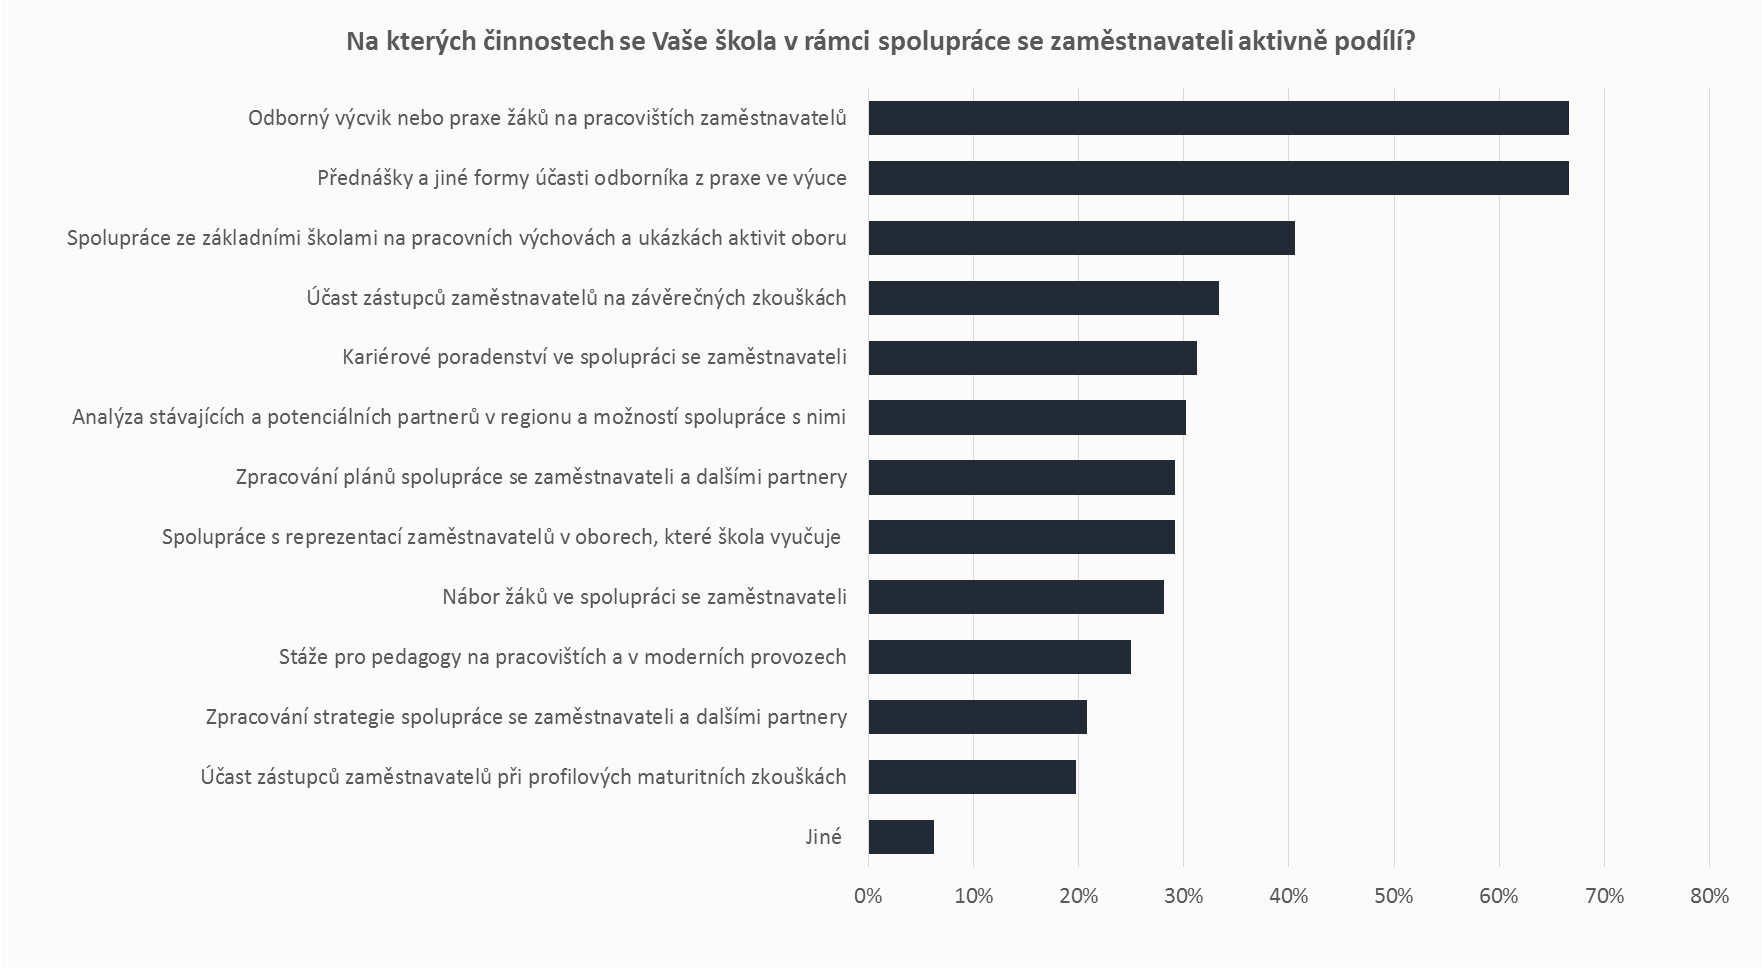 Na kterých činnostech se Vaše škola v rámci spolupráce se zaměstnavateli aktivně podílí?
Odborný výcvik nebo praxe žáků na pracovištích zaměstnavatelů
Přednášky a jiné formy účasti odborníka z praxe ve výuce
Spolupráce ze základními školami na pracovních výchovách a ukázkách aktivit oboru
Účast zástupců zaměstnavatelů na závěrečných zkouškách
Kariérové poradenství ve spolupráci se zaměstnavateli
Analýza stávajících a potenciálních partnerů v regionu a možností spolupráce s nimi
Zpracování plánů spolupráce se zaměstnavateli a dalšími partnery
Spolupráce s reprezentací zaměstnavatelů v oborech, které škola vyučuje
Nábor žáků ve spolupráci se zaměstnavateli
Stáže pro pedagogy na pracovištích a v moderních provozech
Zpracování strategie spolupráce se zaměstnavateli a dalšími partnery
Účast zástupců zaměstnavatelů při profilových maturitních zkouškách
Jiné
0% 10% 20% 30% 40% 50% 60% 70% 80%